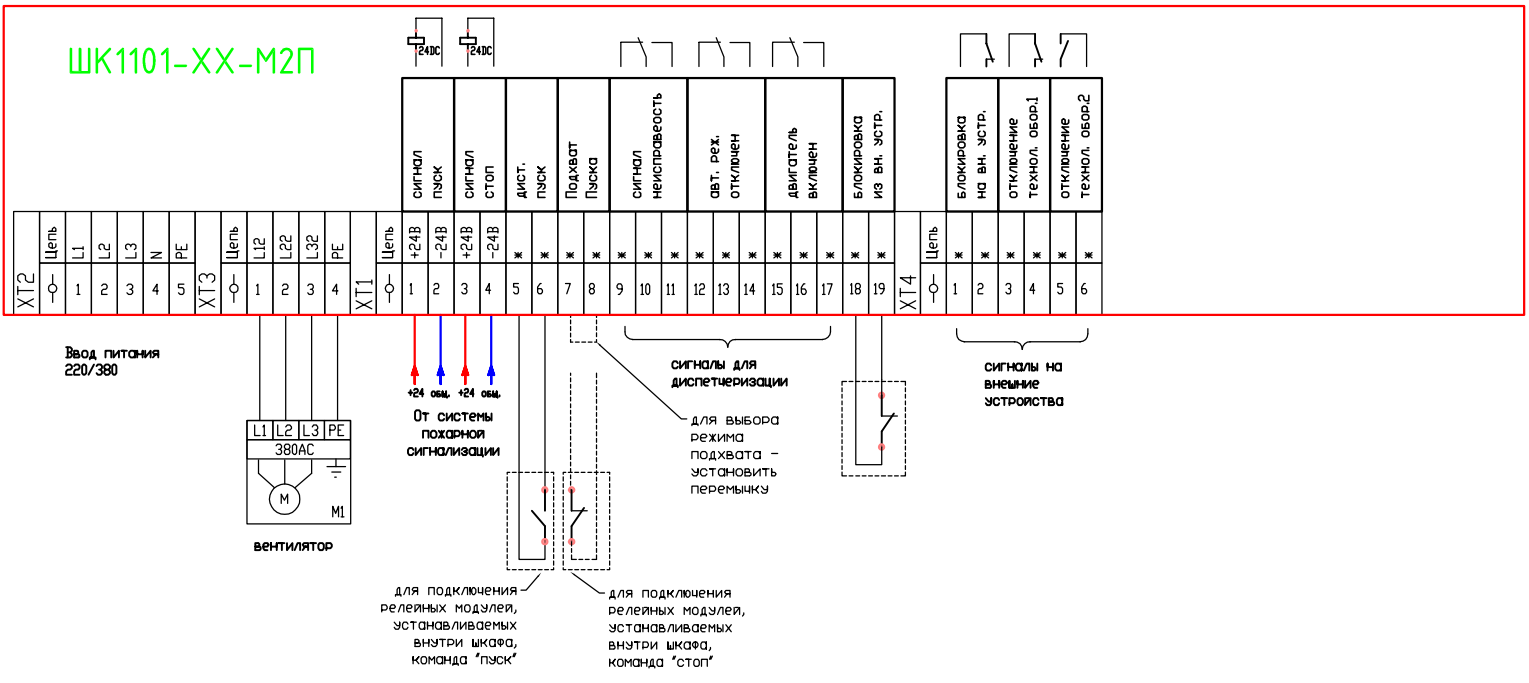 ШК1101-ХХ-М2П
24DC
24DC
сигнал
пуск
сигнал
стоп
дист.
пуск
Подхват
Пуска
сигнал
неисправеость
авт. реж.
отключен
двигатель
включен
блокировка
из вн. устр.
блокировка
на вн. устр.
отключение
технол. обор.1
отключение
технол. обор.2
XT2
Цепь
L1
L2
L3
N
PE
1
2
3
4
5
XT3
Цепь
L12
L22
L32
PE
1
2
3
4
XT1
Цепь
+24В
-24В
+24В
-24В
* * * * * * * * * * * * * * *
1
2
3
4
5
6
7
8
9
10
11
12
13
14
15
16
17
18
19
XT4
Цепь
* * * * * *
1
2
3
4
5
6
Ввод питания
220/380
+24 общ. +24 общ.
От системы
пожарной
сигнализации
сигналы для
диспетчеризации
сигналы на
внешние
устройства
для выбора
режима
подхвата -
установить
перемычку
L1 L2 L3 PE
380AC
M
M1
вентилятор
для подключения
релейных модулей,
устанавливаемых
внутри шкафа,
команда "пуск"
для подключения
релейных модулей,
устанавливаемых
внутри шкафа,
команда "стоп"